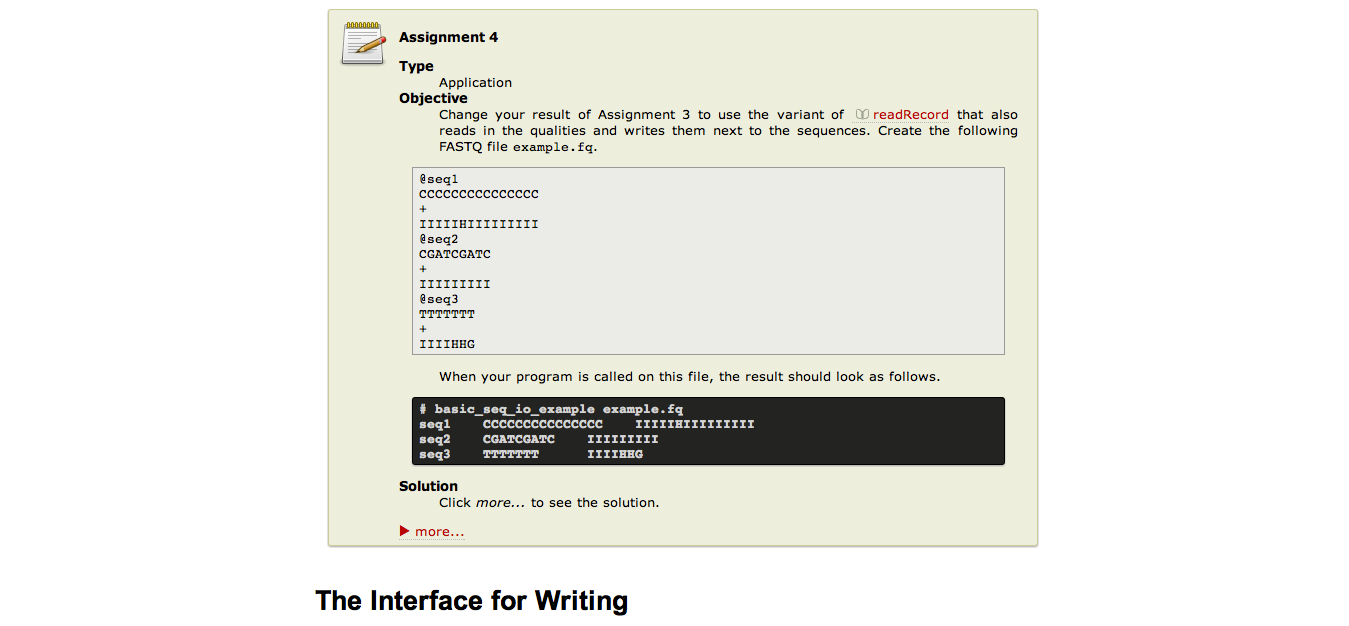 Assignment 4
Type
Application
Objective
Change your result of Assignment 3 to use the variant of readRecord that also
reads in the qualities and writes them next to the sequences. Create the following
FASTQ file example.fq.
@seq1
CCCCCCCCCCCCCCC
+
IIIIIHIIIIIIIII
@seq2
CGATCGATC
+
IIIIIIIII
@seq3
TTTTTTT
+
IIIIHHG
When your program is called on this file, the result should look as follows.
# basic_seq_io_example example.fq
seq1    CCCCCCCCCCCCCCC    IIIIIHIIIIIIIII
seq2    CGATCGATC    IIIIIIIII
seq3    TTTTTTT      IIIIHHG
Solution
Click more... to see the solution.
more...
The Interface for Writing